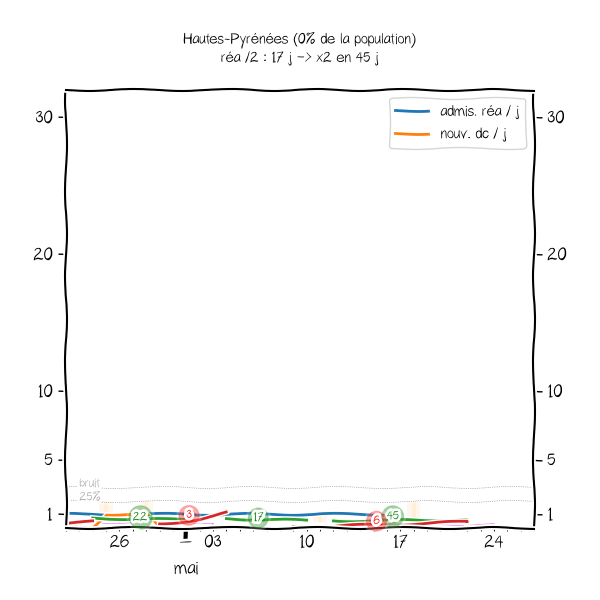 Hautes-Pyrénées (0% de la population)
réa /2 : 17 j -> x2 en 45 j
admis. réa / j
nouv. dc / j
30 30
20 20
10 10
5 5
bruit
25%
1 22 3 17 6 45 1
26 1 03 10 17 24
mai